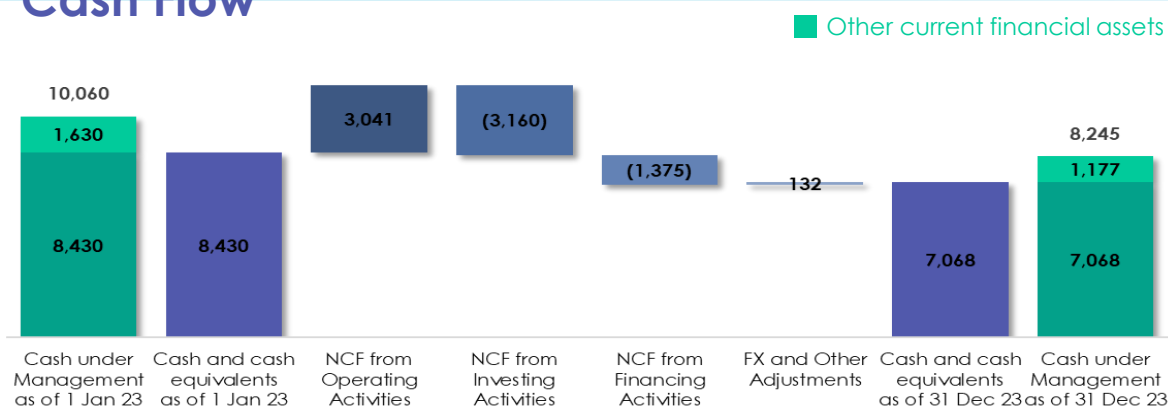 Cash Flow
Other current financial assets
10,060
1,630
8,430
8,430
3,041
(3,160)
(1,375)
132
7,068
8,245
1,177
7,068
Cash under
Management
as of 1 Jan 23
Cash and cash
equivalents
as of 1 Jan 23
NCF from
Operating
Activities
NCF from
Investing
Activities
NCF from
Financing
Activities
FX and Other
Adjustments
Cash and cash
equivalents
as of 31 Dec 23
Cash under
Management
as of 31 Dec 23